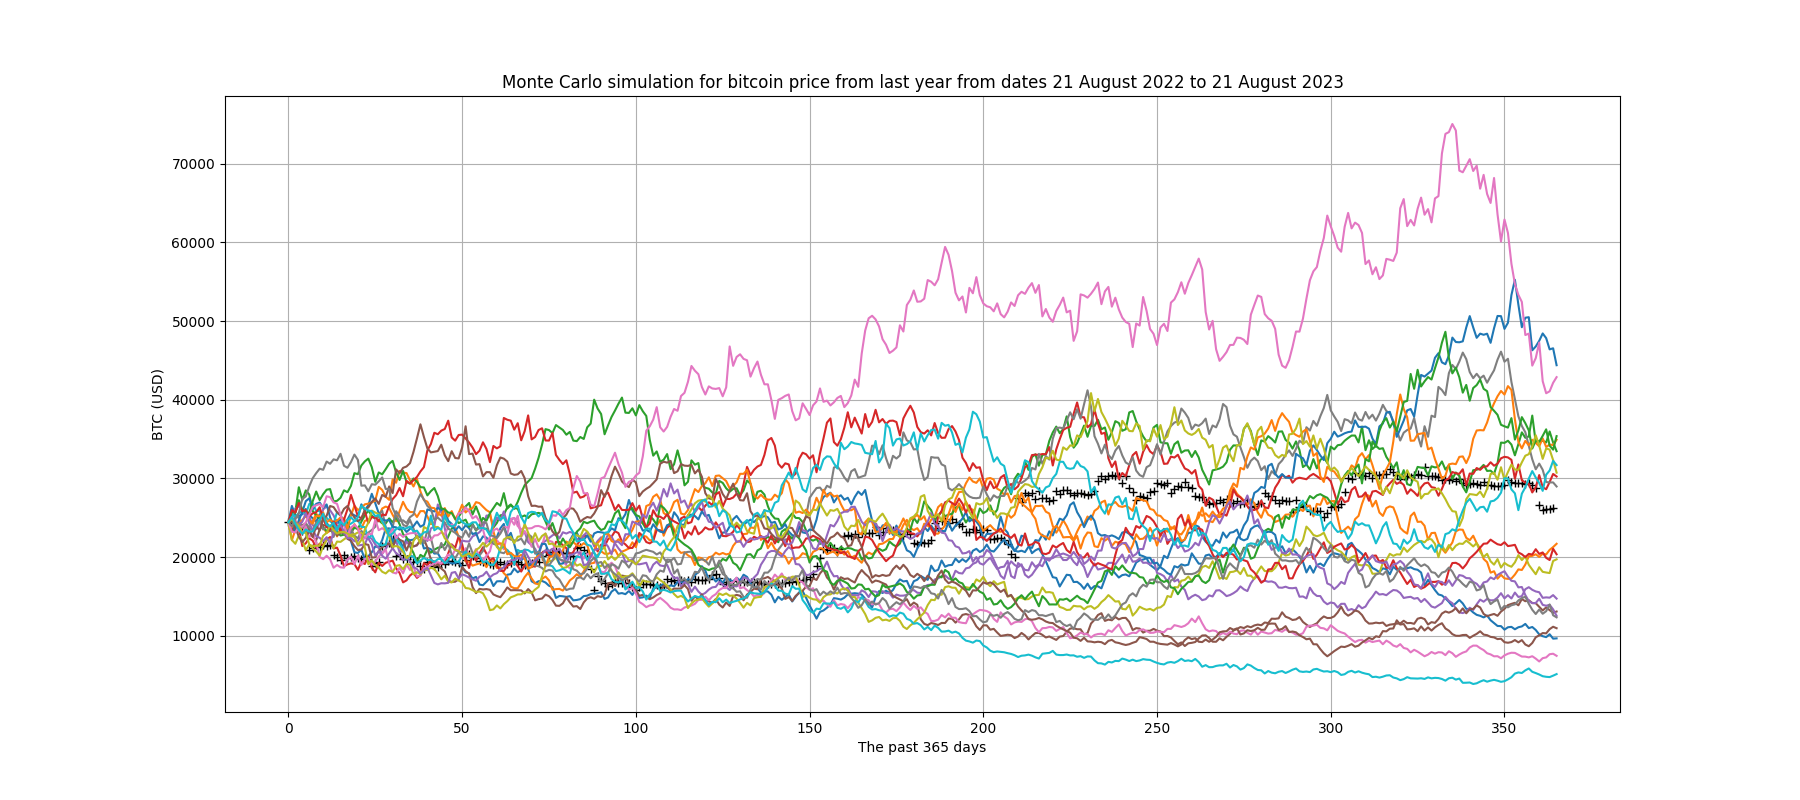 Monte Carlo simulation for bitcoin price from last year from dates 21 August 2022 to 21 August 2023
70000
60000
50000
40000
30000
20000
10000
BTC (USD)
0 50 100 150 200 250 300 350
The past 365 days